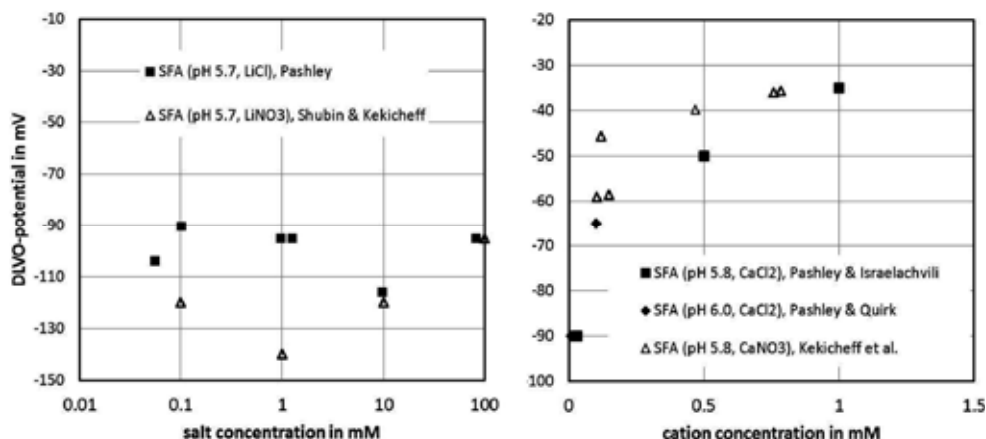 -10
-30
-50
-70
-90
-110
-130
-150
DLVO-potential in mV
SFA (pH 5.7, LiCl), Pashley
SFA (pH 5.7, LiNO3), Shubin & Kekicheff
0.01 0.1 1 10 100
salt concentration in mM
-20
-30
-40
-50
-60
-70
-80
-90
-100
SFA (pH 5.8, CaCl2), Pashley & Israelachvili
SFA (pH 6.0, CaCl2), Pashley & Quirk
SFA (pH 5.8, CaNO3), Kekicheff et al.
0 0.5 1 1.5
cation concentration in mM